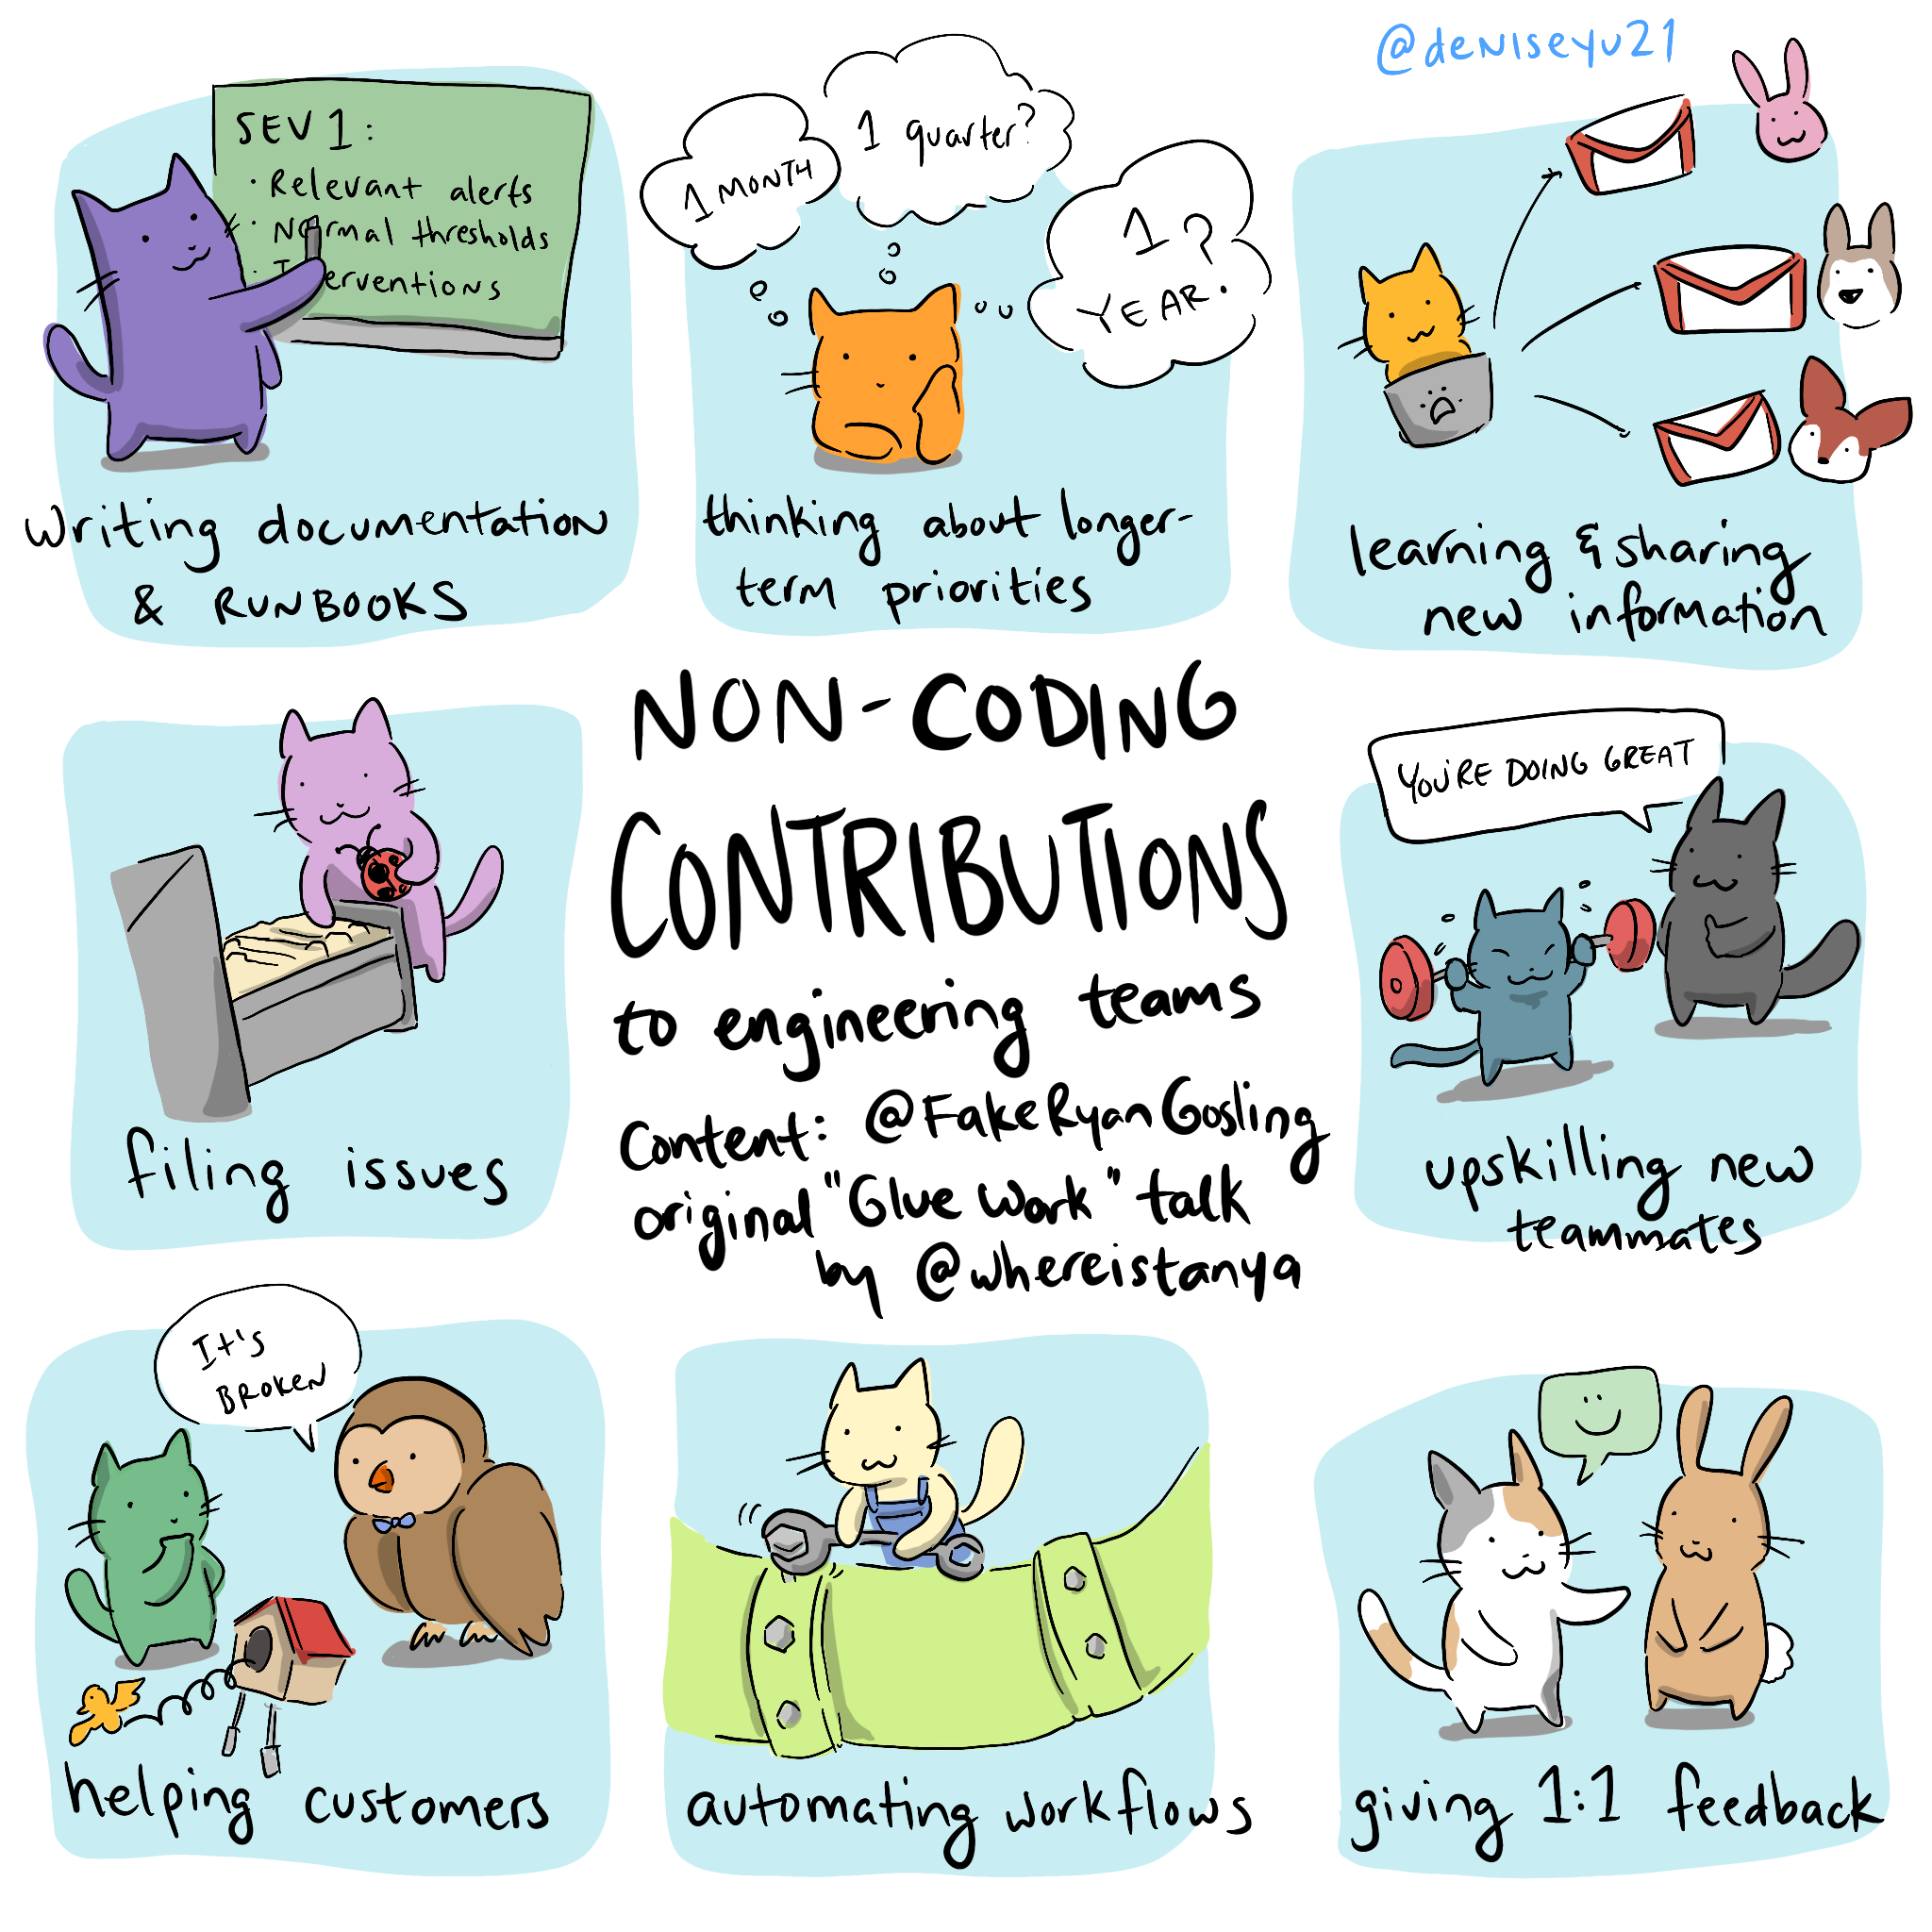 @deniseyu21
SEV 1:
· Relevant alerts
· Normal thresholds
· I erventions
writing documentation
& RUNBOOKS
1 MONTH
1 quarter?
1 ?
YEAR.
thinking about longer-
term priorities
learning & sharing
new information
NON-CODING
CONTRIBUTIONS
to engineering teams
Content: @FakeRyanGosling
original "Glue Work" talk
by @whereistanya
filing issues
YOU'RE DOING GREAT
upskilling new
teammates
It's
BROKEN
helping customers
automating workflows
giving 1:1 feedback